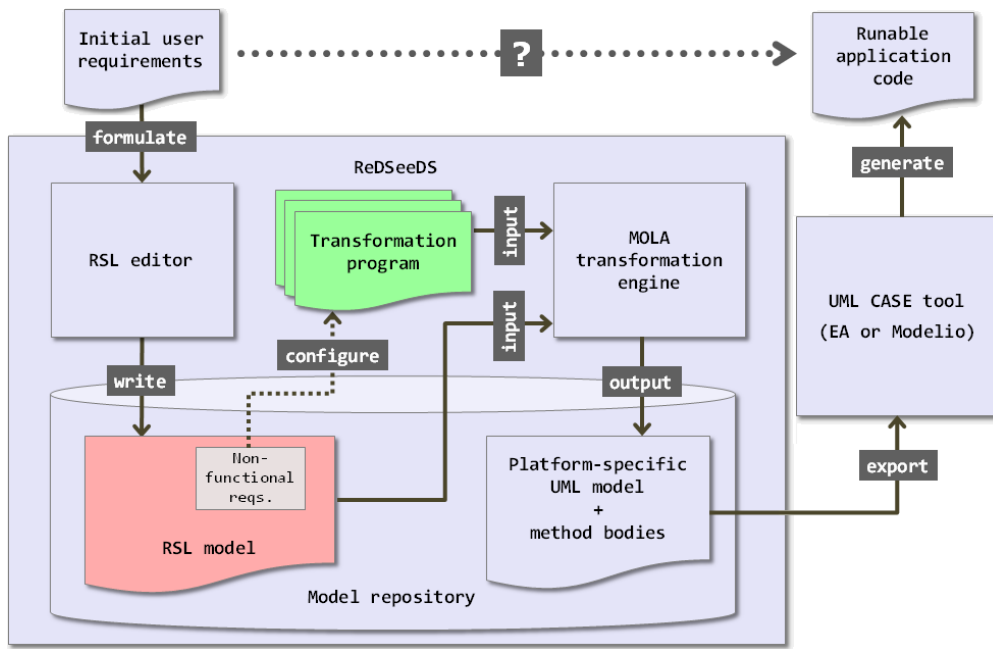 Initial user
requirements
?
Runable
application
code
formulate
generate
ReDSeeDS
RSL editor
Transformation
program
input
MOLA
transformation
engine
input
UML CASE tool
(EA or Modelio)
configure
write
output
Non-
functional
reqs.
RSL model
Platform-specific
UML model
+
method bodies
export
Model repository